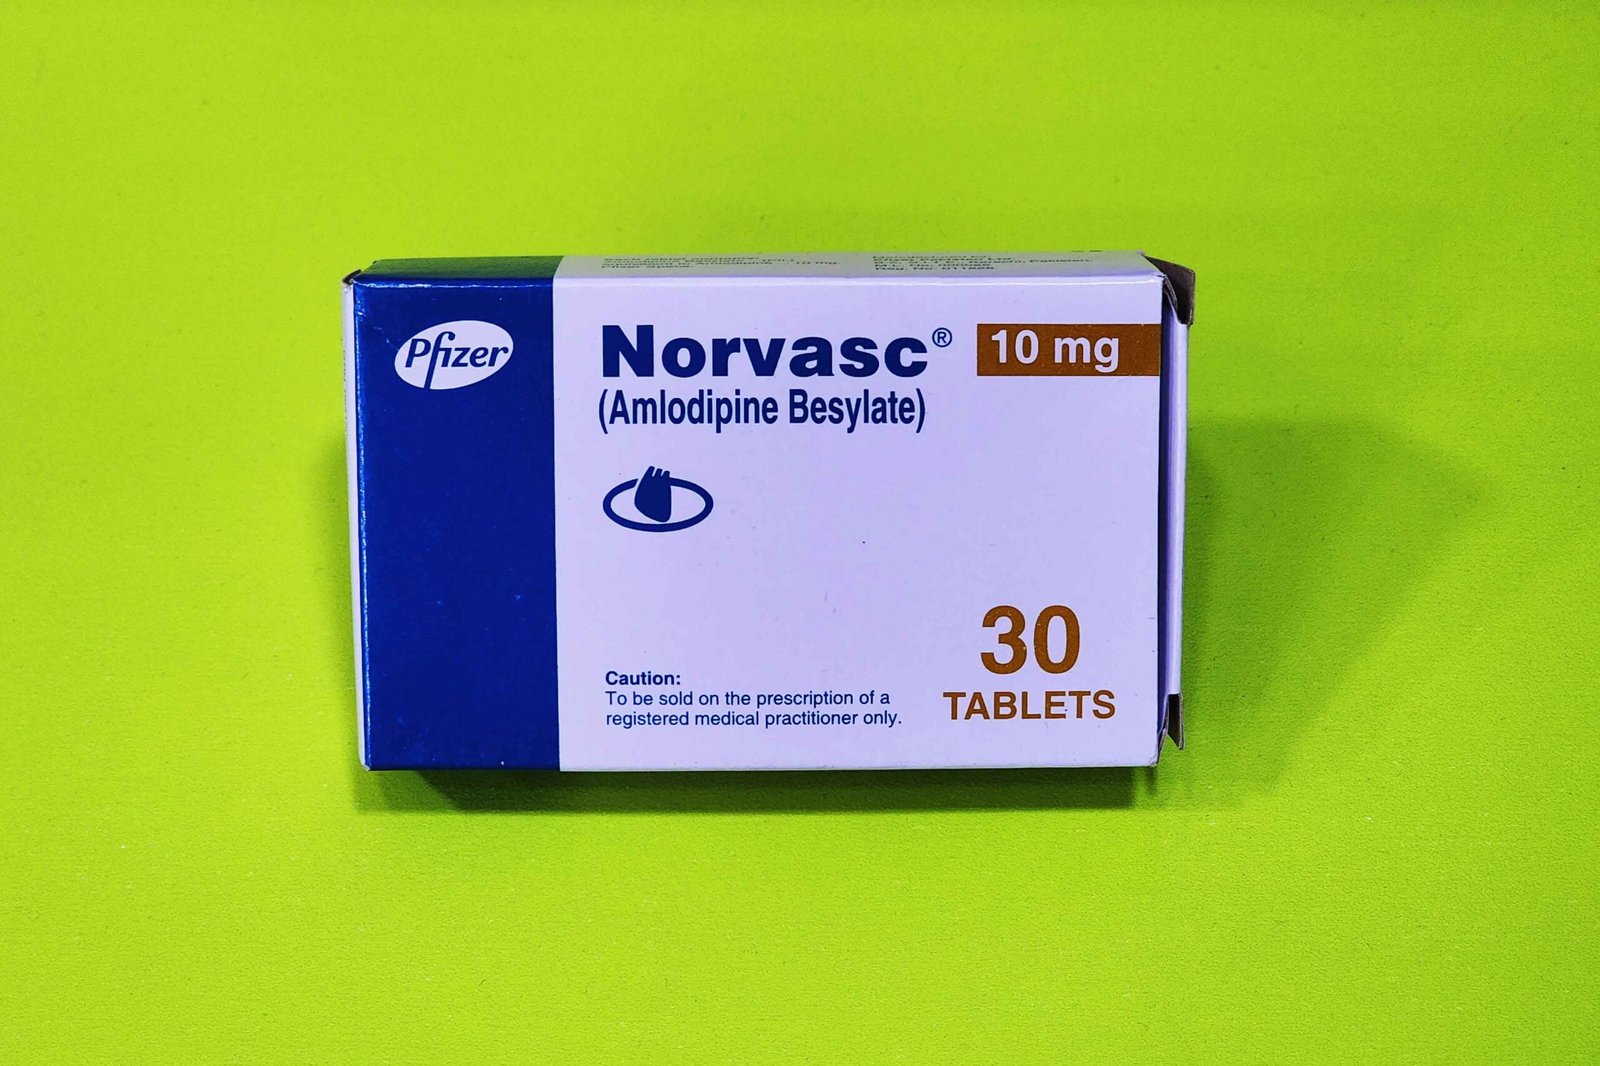 Pfizer
Norvasc® 10 mg
(Amlodipine Besylate)
Caution:
To be sold on the prescription of a
registered medical practitioner only.
30
TABLETS